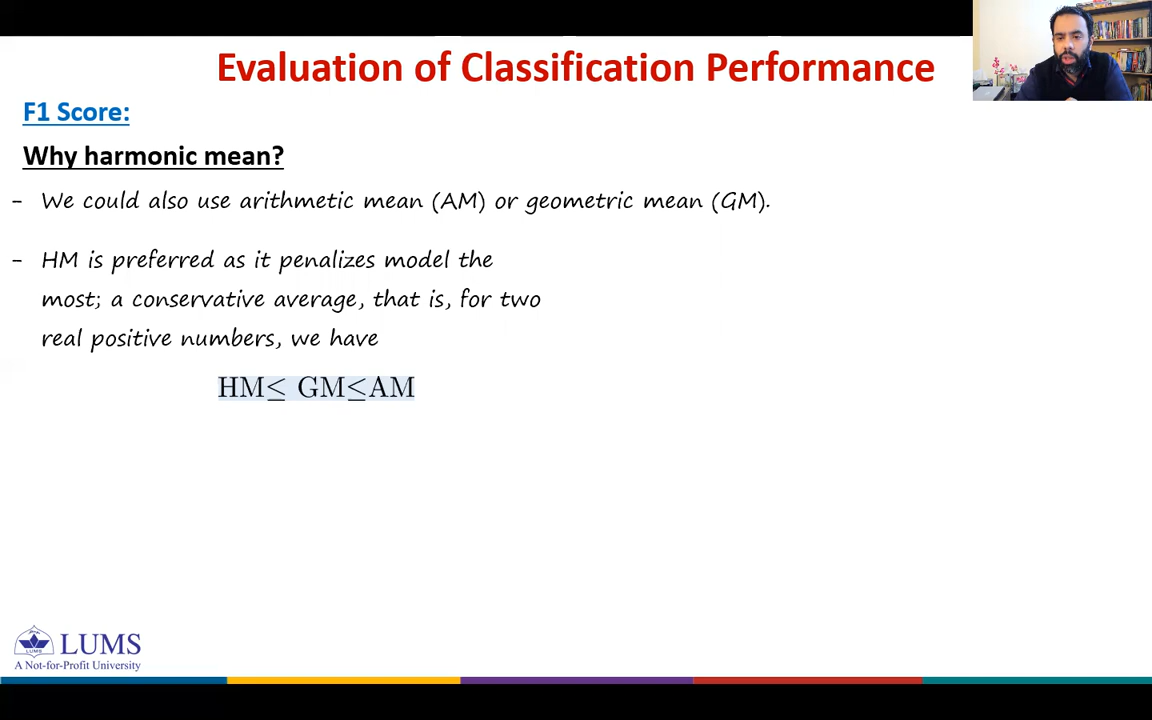 Evaluation of Classification Performance
F1 Score:
Why harmonic mean?
- We could also use arithmetic mean (AM) or geometric mean (GM).
- HM is preferred as it penalizes model the
most; a conservative average, that is, for two
real positive numbers, we have
HM≤ GM≤AM
LUMS
A Not-for-Profit University